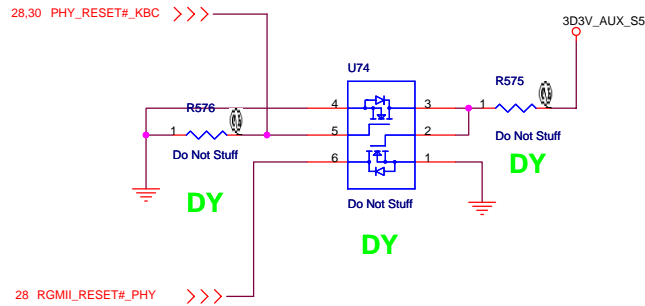 28,30 PHY_RESET#_KBC
3D3V_AUX_S5
U74
R575
R576
4
3
1
5
2
1
6
1
Do Not Stuff
Do Not Stuff
Do Not Stuff
DY
DY
DY
28 RGMII_RESET#_PHY